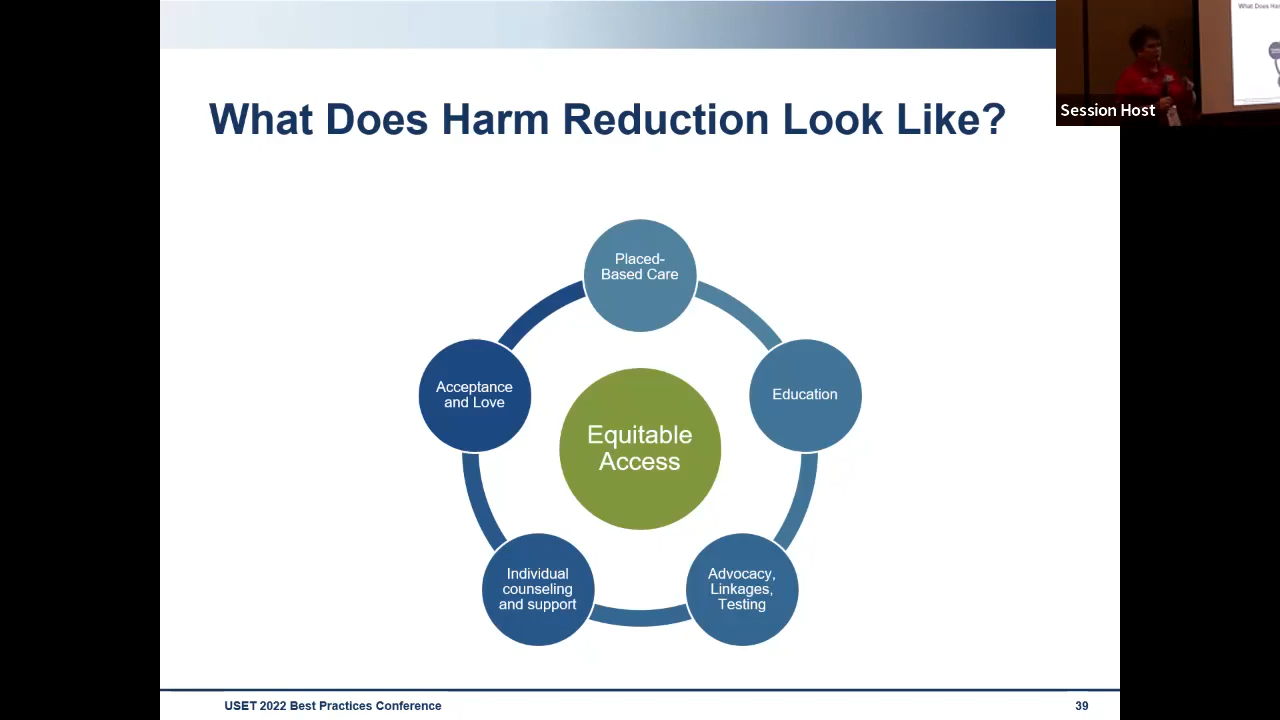 What Does Harm Reduction Look Like?
Session Host
Placed-
Based Care
Education
Advocacy,
Linkages,
Testing
Individual
counseling
and support
Acceptance
and Love
Equitable
Access
USET 2022 Best Practices Conference
39